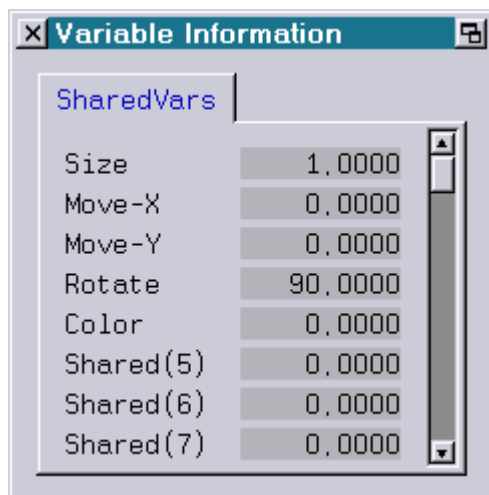 Variable Information
SharedVars
Size 1.0000
Move-X 0.0000
Move-Y 0.0000
Rotate 90.0000
Color 0.0000
Shared(5) 0.0000
Shared(6) 0.0000
Shared(7) 0.0000